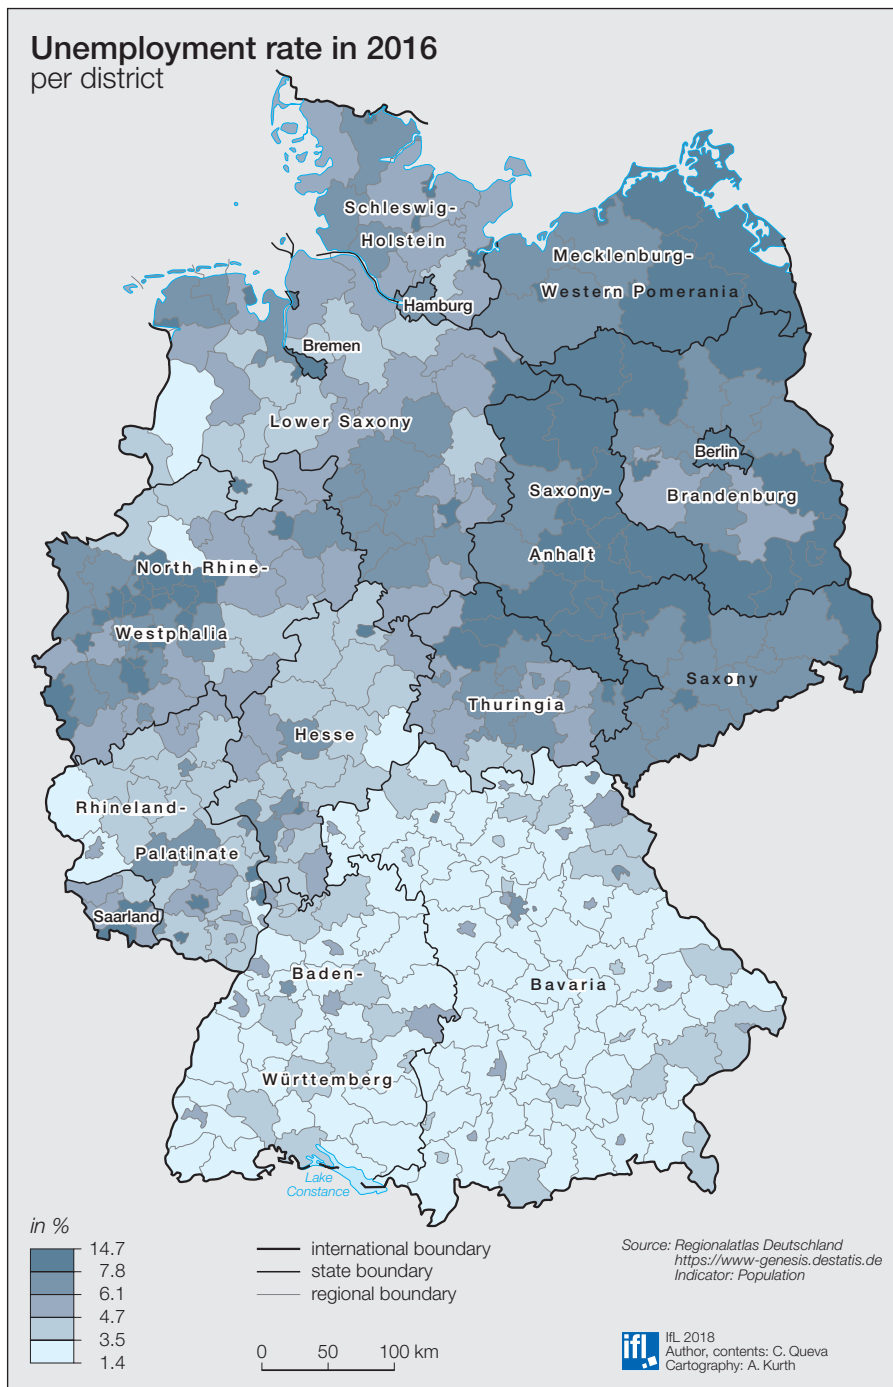 Unemployment rate in 2016
per district
Schleswig-
Holstein
Mecklenburg-
Western Pomerania
Hamburg
Bremen
Lower Saxony
Berlin
Saxony-
Brandenburg
Anhalt
North Rhine-
Westphalia
Saxony
Thuringia
Hesse
Rhineland-
Palatinate
Saarland
Baden-
Bavaria
Württemberg
Lake
Constance
in %
14.7
7.8
6.1
4.7
3.5
1.4
international boundary
state boundary
regional boundary
0 50 100 km
Source: Regionalatlas Deutschland
https://www-genesis.destatis.de
Indicator: Population
ifl
IfL 2018
Author, contents: C. Queva
Cartography: A. Kurth